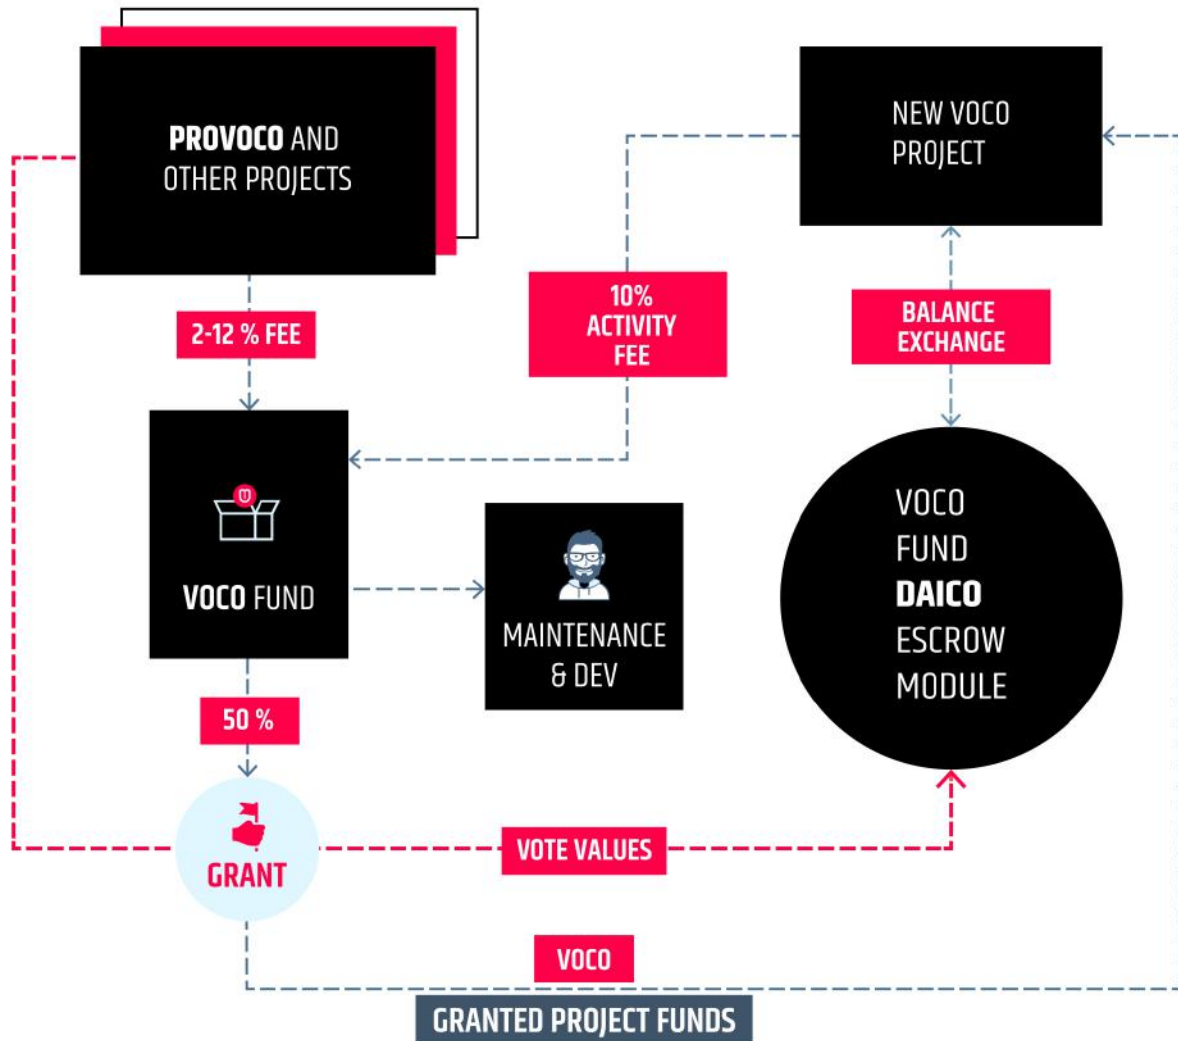 PROVOCO AND
OTHER PROJECTS
NEW VOCO
PROJECT
2-12 % FEE
10%
ACTIVITY
FEE
BALANCE
EXCHANGE
VOCO FUND
MAINTENANCE
& DEV
VOCO
FUND
DAICO
ESCROW
MODULE
50 %
GRANT
VOTE VALUES
VOCO
GRANTED PROJECT FUNDS